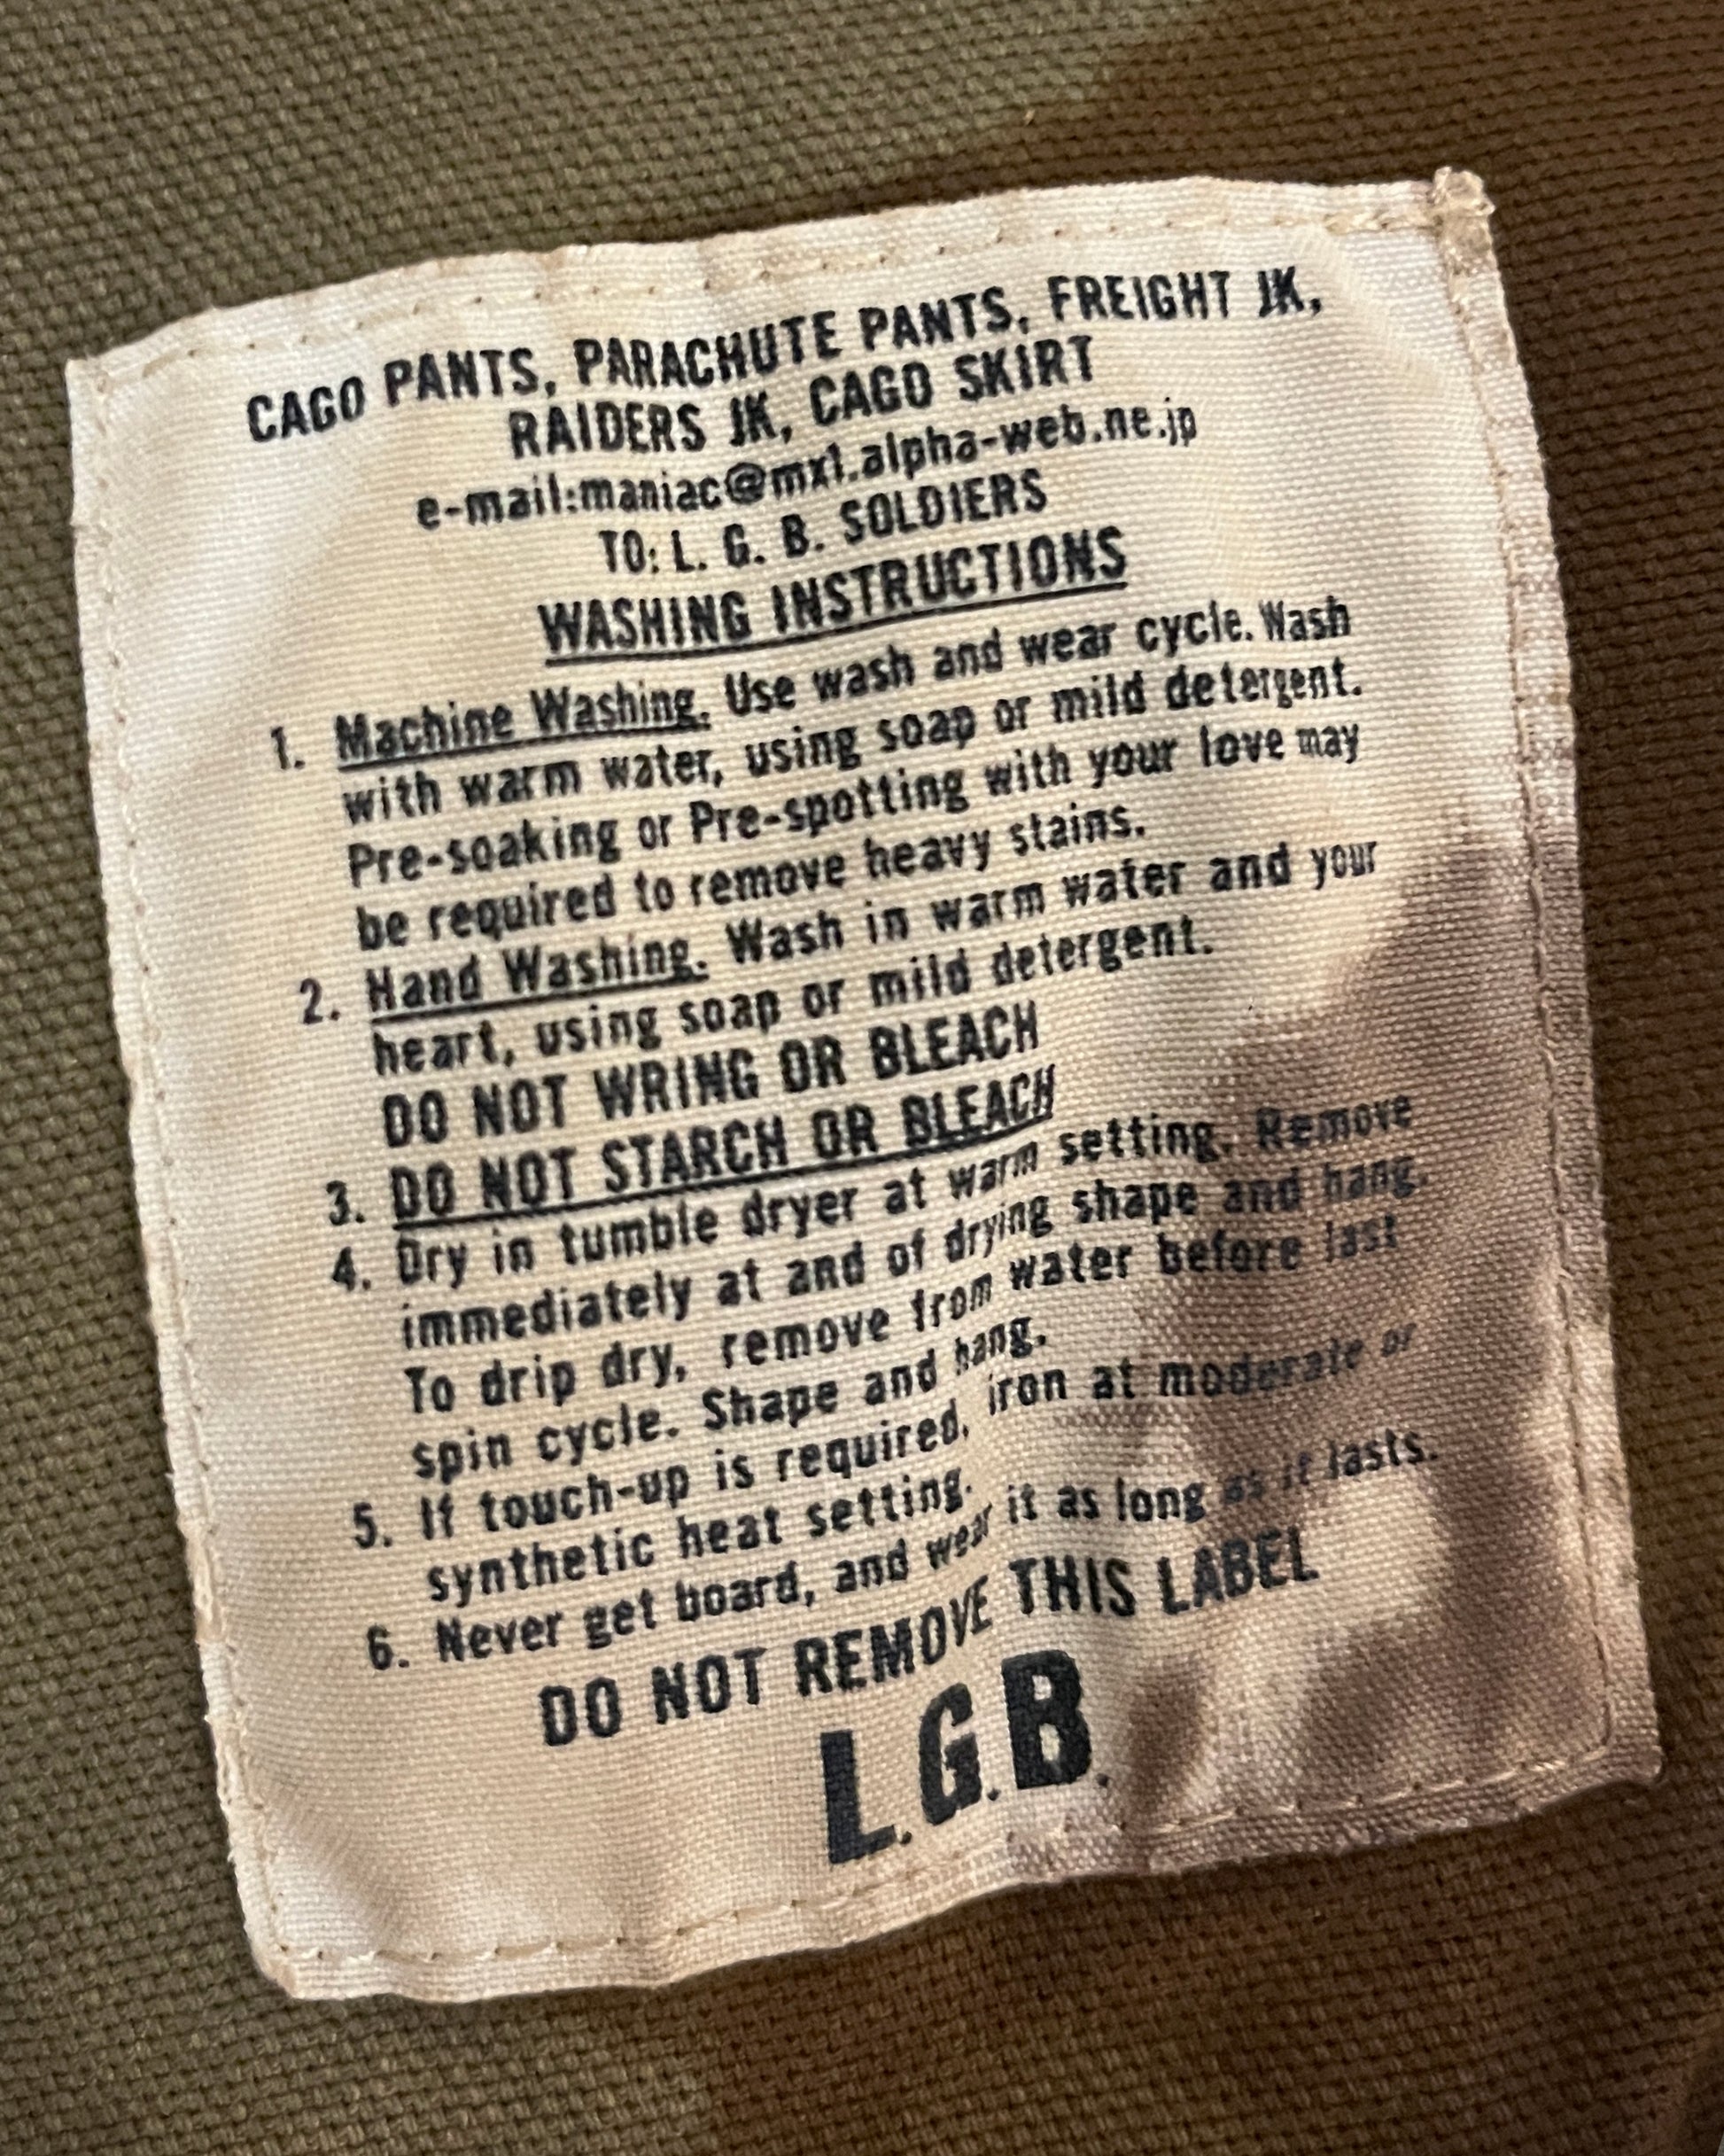 CAGO PANTS, PARACHUTE PANTS, FREIGHT JK,
RAIDERS JK, CAGO SKIRT
e-mail:maniac@mx1.alpha-web.ne.jp
TO: L. G. B. SOLDIERS
WASHING INSTRUCTIONS
1. Machine Washing. Use wash and wear cycle. Wash
with warm water, using soap or mild detergent.
Pre-soaking or Pre-spotting with your love may
be required to remove heavy stains.
2. Hand Washing. Wash in warm water and your
heart, using soap or mild detergent.
DO NOT WRING OR BLEACH
3. DO NOT STARCH OR BLEACH
4. Dry in tumble dryer at warm setting. Remove
immediately at and of drying shape and hang.
To drip dry, remove from water before last
spin cycle. Shape and hang.
5. If touch-up is required, iron at moderate or
synthetic heat setting.
6. Never get board, and wear it as long as it lasts.
DO NOT REMOVE THIS LABEL
L.G.B.